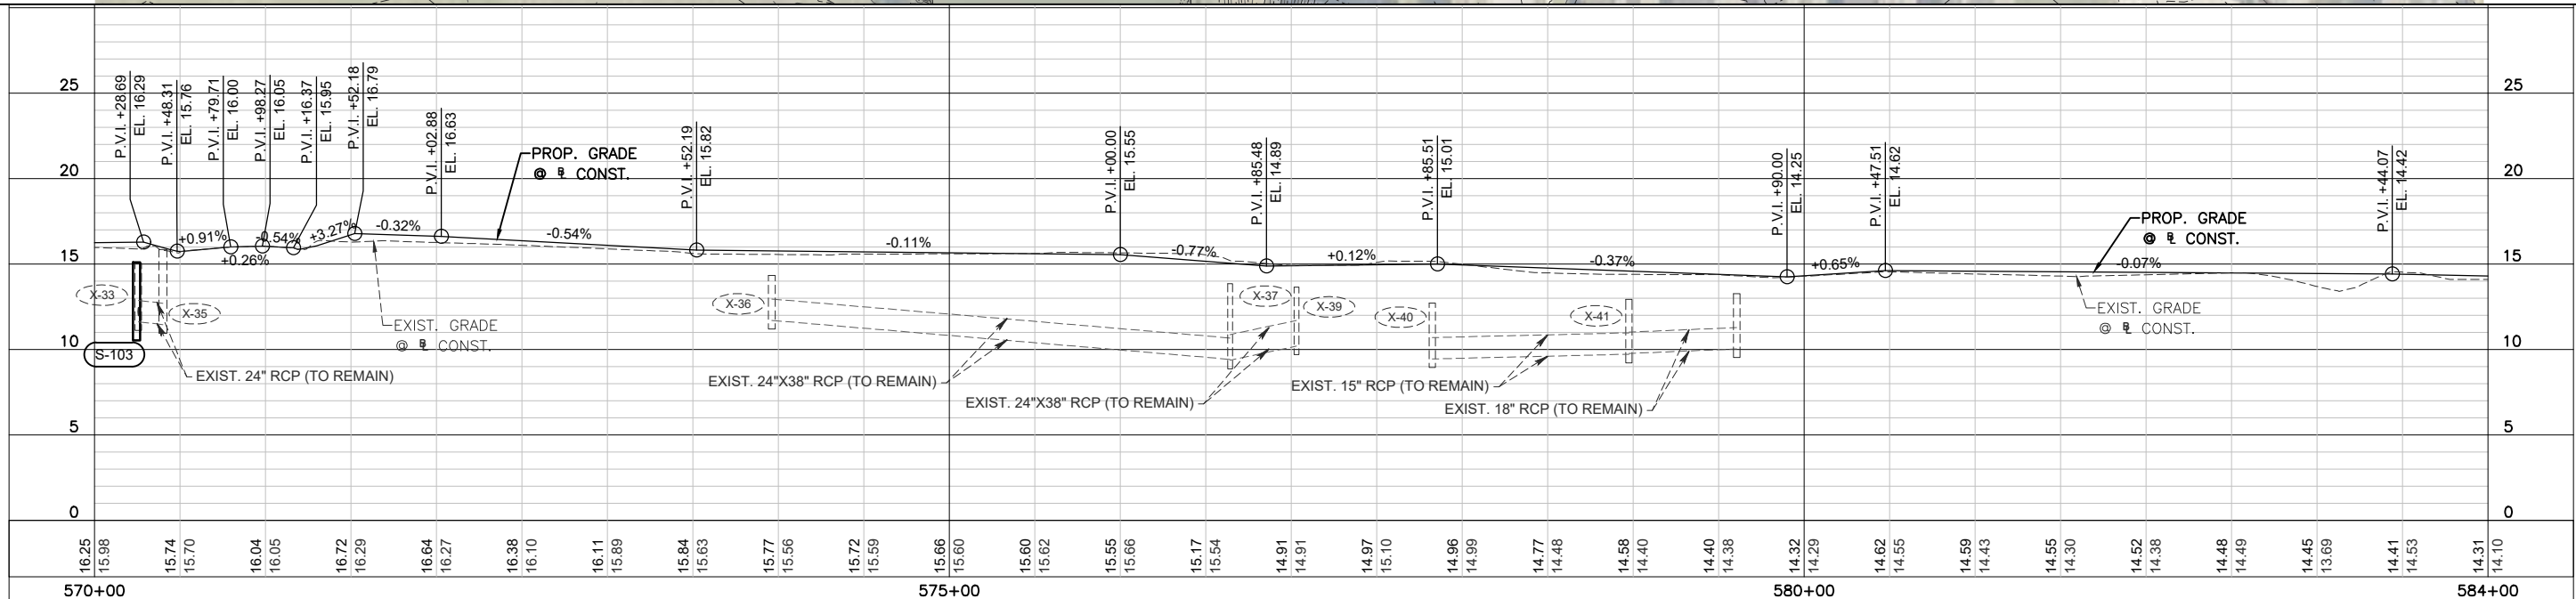 25
20
15
10
5
0
P.V.I. +28.69
EL. 16.29
P.V.I. +48.31
EL. 15.76
P.V.I. +79.71
EL. 16.00
P.V.I. +98.27
EL. 16.05
P.V.I. +16.37
EL. 15.95
P.V.I. +52.18
EL. 16.79
P.V.I. +02.88
EL. 16.63
P.V.I. +52.19
EL. 15.82
P.V.I. +00.00
EL. 15.55
P.V.I. +85.48
EL. 14.89
P.V.I. +85.51
EL. 15.01
P.V.I. +90.00
EL. 14.25
P.V.I. +47.51
EL. 14.62
P.V.I. +44.07
EL. 14.42
25
20
15
10
5
0
PROP. GRADE
@ ℄ CONST.
PROP. GRADE
@ ℄ CONST.
+0.91%
+0.26%
-0.54%
+3.27%
-0.32%
-0.54%
-0.11%
-0.77%
+0.12%
-0.37%
+0.65%
-0.07%
X-33
X-35
S-103
X-36
X-37
X-39
X-40
X-41
EXIST. GRADE
@ ℄ CONST.
EXIST. GRADE
@ ℄ CONST.
EXIST. 24" RCP (TO REMAIN)
EXIST. 24"X38" RCP (TO REMAIN)
EXIST. 24"X38" RCP (TO REMAIN)
EXIST. 15" RCP (TO REMAIN)
EXIST. 18" RCP (TO REMAIN)
16.25
15.98
15.74
15.70
16.04
16.05
16.72
16.29
16.64
16.27
16.38
16.10
16.11
15.89
15.84
15.63
15.77
15.56
15.72
15.59
15.66
15.60
15.60
15.62
15.55
15.66
15.17
15.54
14.91
14.91
14.97
15.10
14.96
14.99
14.77
14.48
14.58
14.40
14.40
14.38
14.32
14.29
14.62
14.55
14.59
14.43
14.55
14.30
14.52
14.38
14.48
14.49
14.45
13.69
14.41
14.53
14.31
14.10
570+00
575+00
580+00
584+00